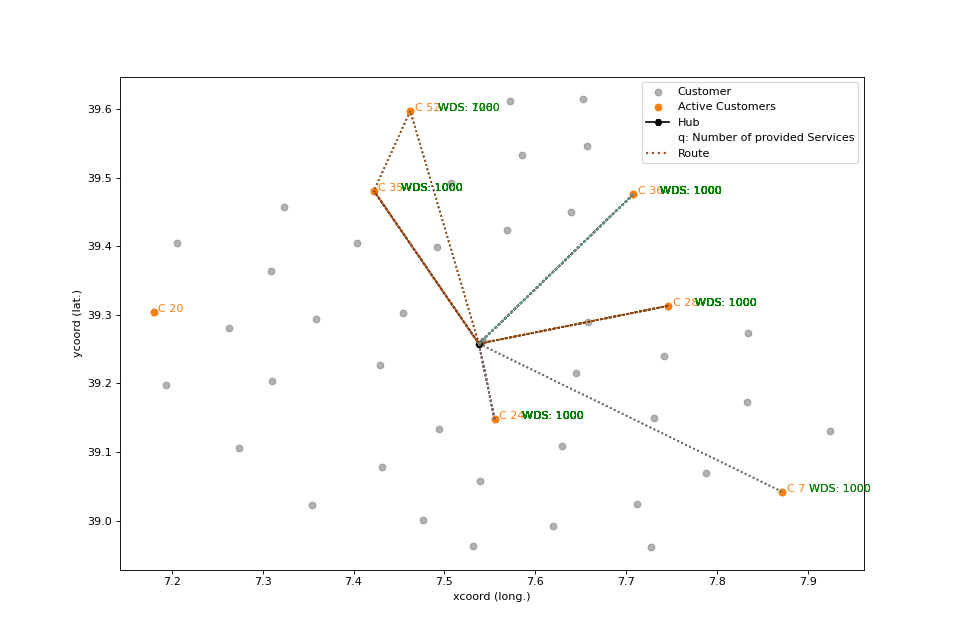 Customer
Active Customers
Hub
q: Number of provided Services
Route
39.6
39.5
39.4
39.3
39.2
39.1
39.0
ycoord (lat.)
C 52
C 35 WDS: 1000
C 36 WDS: 1000
C 20
C 28 WDS: 1000
C 24 WDS: 1000
C 7 WDS: 1000
7.2 7.3 7.4 7.5 7.6 7.7 7.8 7.9
xcoord (long.)